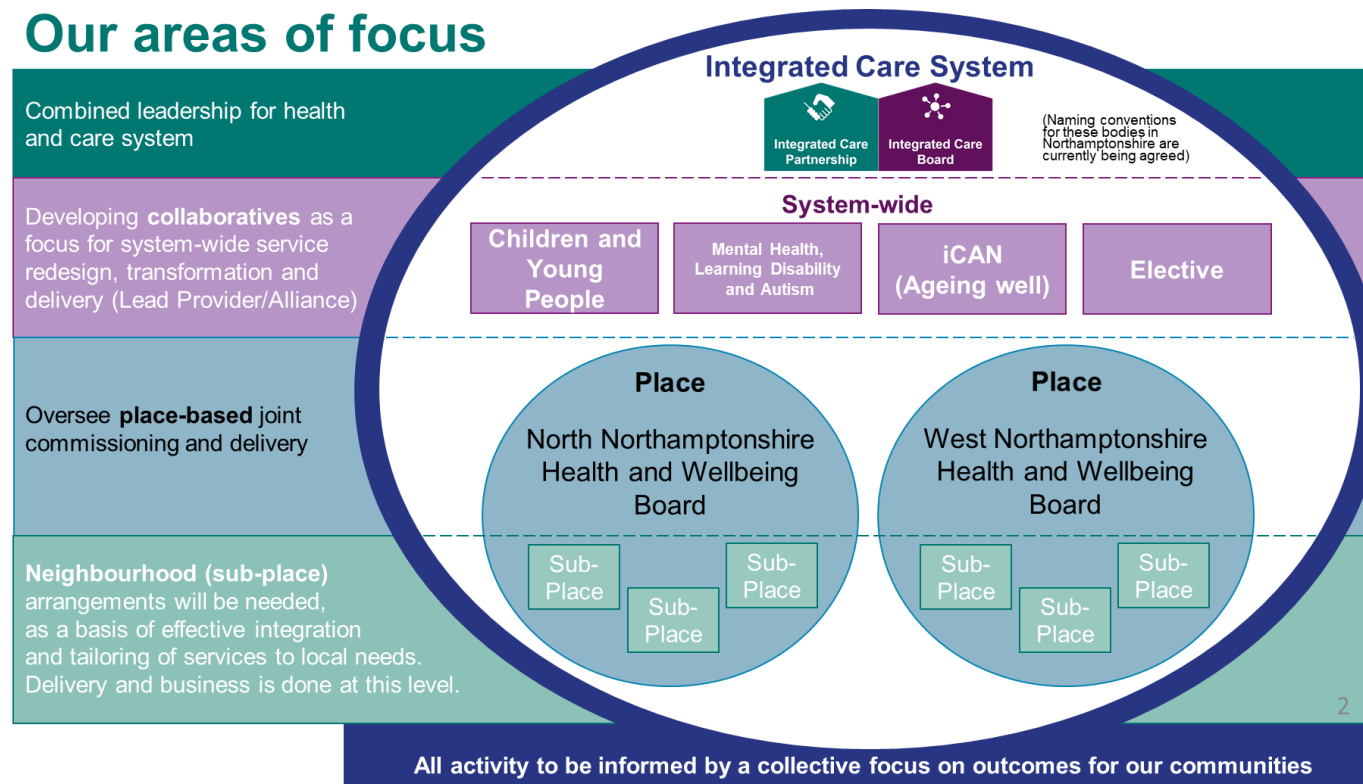 Our areas of focus
Combined leadership for health
and care system
Integrated Care System
Integrated Care
Partnership
Integrated Care
Board
(Naming conventions
for these bodies in
Northamptonshire are
currently being agreed)
Developing collaboratives as a
focus for system-wide service
redesign, transformation and
delivery (Lead Provider/Alliance)
System-wide
Children and
Young
People
Mental Health,
Learning Disability
and Autism
iCAN
(Ageing well)
Elective
Oversee place-based joint
commissioning and delivery
Place
North Northamptonshire
Health and Wellbeing
Board
Place
West Northamptonshire
Health and Wellbeing
Board
Neighbourhood (sub-place)
arrangements will be needed,
as a basis of effective integration
and tailoring of services to local needs.
Delivery and business is done at this level.
Sub-
Place
Sub-
Place
Sub-
Place
Sub-
Place
Sub-
Place
Sub-
Place
2
All activity to be informed by a collective focus on outcomes for our communities